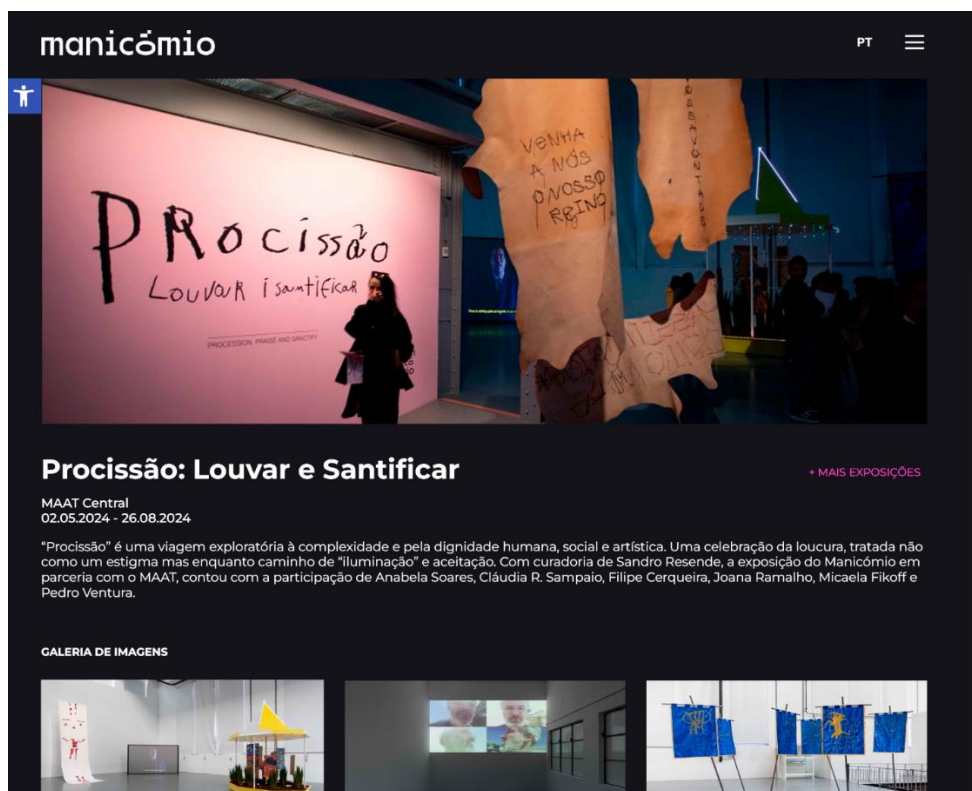 manicómio
PT
VENHA
A NÓS
O VOSSO
REINO
PRocissão
LouvaR i santificaR
PROCESSION: PRAISE AND SANCTIFY
Procissão: Louvar e Santificar
+ MAIS EXPOSIÇÕES
MAAT Central
02.05.2024 - 26.08.2024
“Procissão” é uma viagem exploratória à complexidade e pela dignidade humana, social e artística. Uma celebração da loucura, tratada não
como um estigma mas enquanto caminho de “iluminação” e aceitação. Com curadoria de Sandro Resende, a exposição do Manicómio em
parceria com o MAAT, contou com a participação de Anabela Soares, Cláudia R. Sampaio, Filipe Cerqueira, Joana Ramalho, Micaela Fikoff e
Pedro Ventura.
GALERIA DE IMAGENS